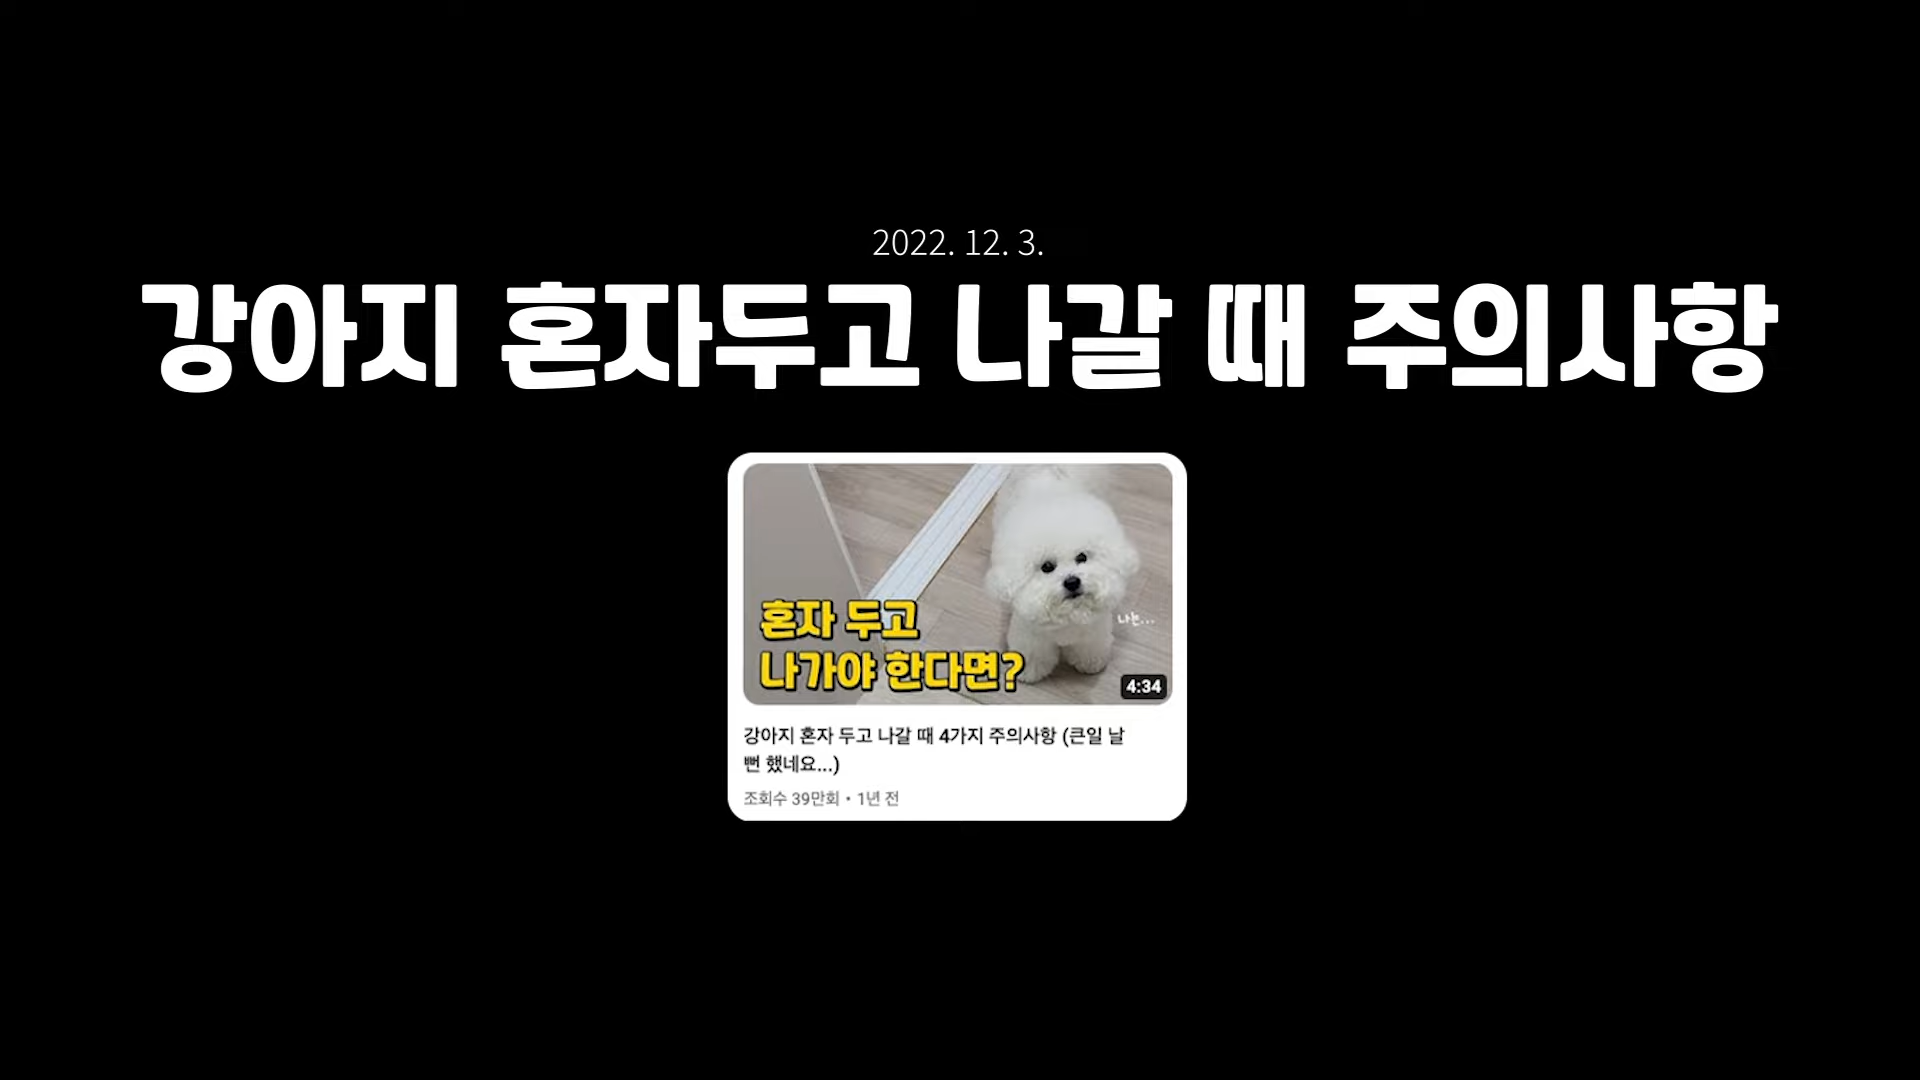 2022. 12. 3.
강아지 혼자두고 나갈 때 주의사항
혼자 두고
나가야 한다면?
나는...
4:34
강아지 혼자 두고 나갈 때 4가지 주의사항 (큰일 날
뻔 했네요...)
조회수 39만회 • 1년 전